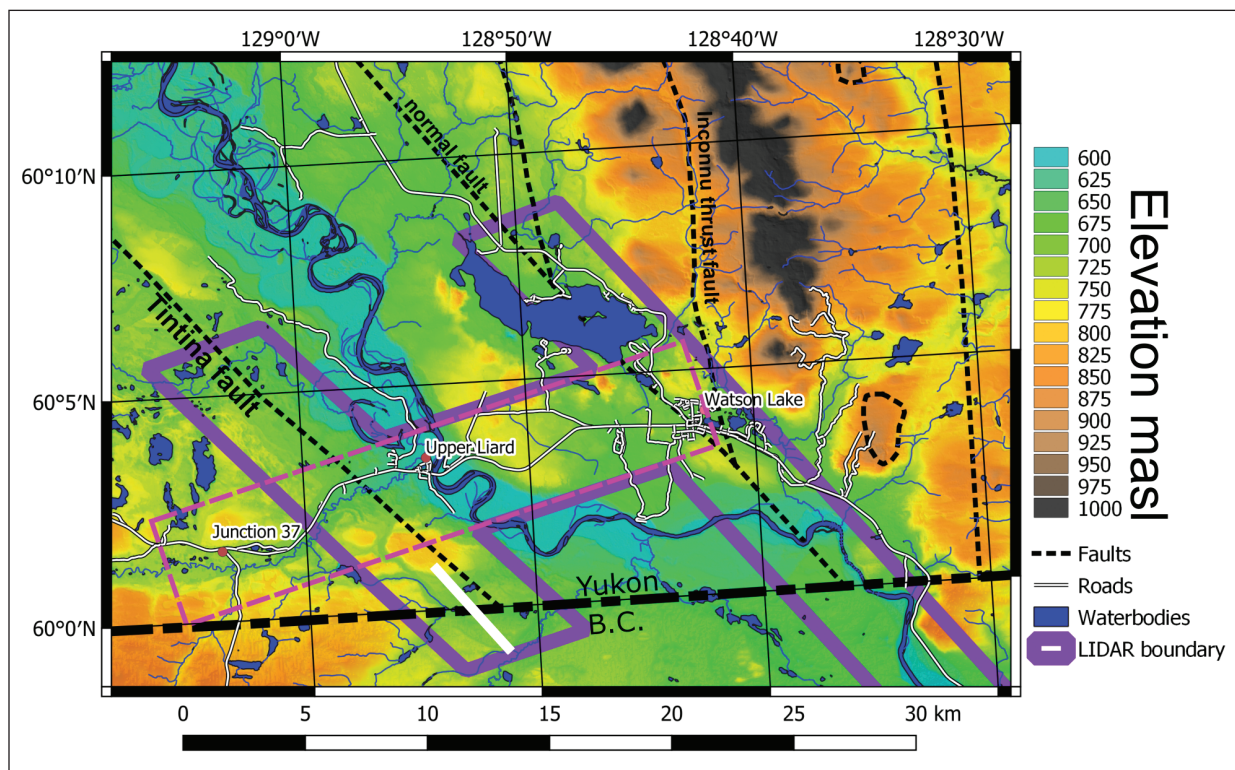 129°0'W
128°50'W
128°40'W
128°30'W
60°10'N
60°5'N
60°0'N
normal fault
Inconnu thrust fault
Tintina fault
Watson Lake
Upper Liard
Junction 37
Yukon
B.C.
600
625
650
675
700
725
750
775
800
825
850
875
900
925
950
975
1000
Elevation masl
Faults
Roads
Waterbodies
LIDAR boundary
0 5 10 15 20 25 30 km